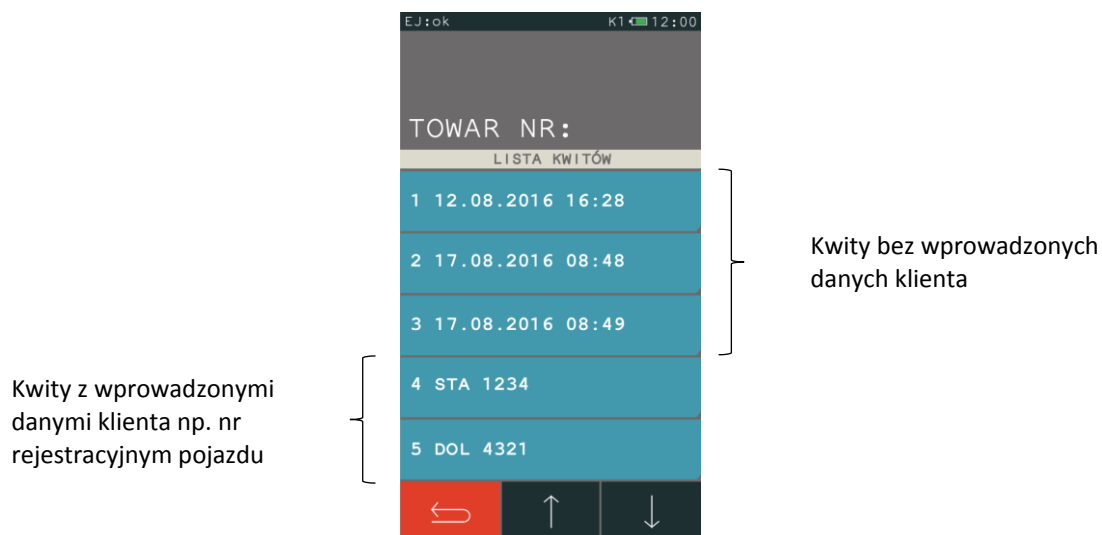 EJ:ok K1 12:00
TOWAR NR:
LISTA KWITÓW
1 12.08.2016 16:28
2 17.08.2016 08:48
3 17.08.2016 08:49
4 STA 1234
5 DOL 4321
Kwity bez wprowadzonych
danych klienta
Kwity z wprowadzonymi
danymi klienta np. nr
rejestracyjnym pojazdu